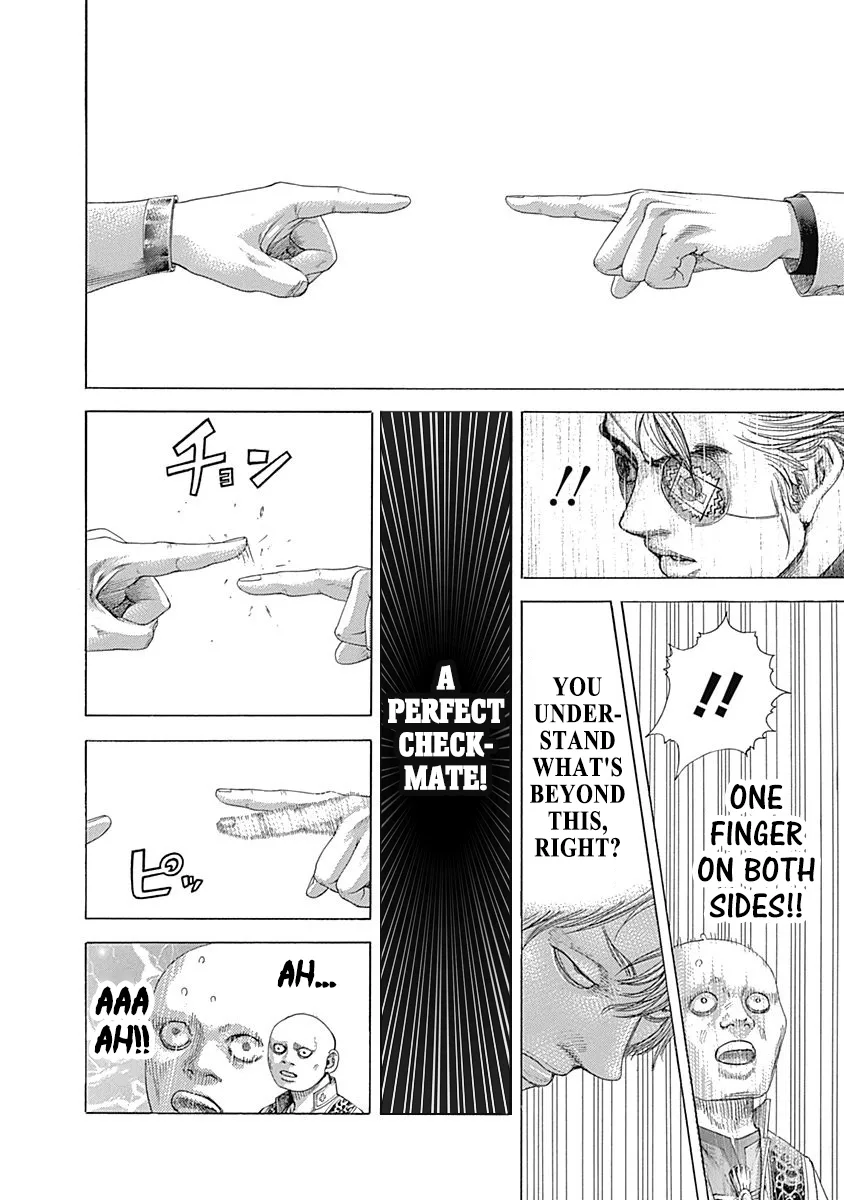 !!
!!
ONE
FINGER
ON BOTH
SIDES!!
YOU
UNDER-
STAND
WHAT'S
BEYOND
THIS,
RIGHT?
A
PERFECT
CHECK-
MATE!
チョン
ピッ
AH...
AAA
AH!!